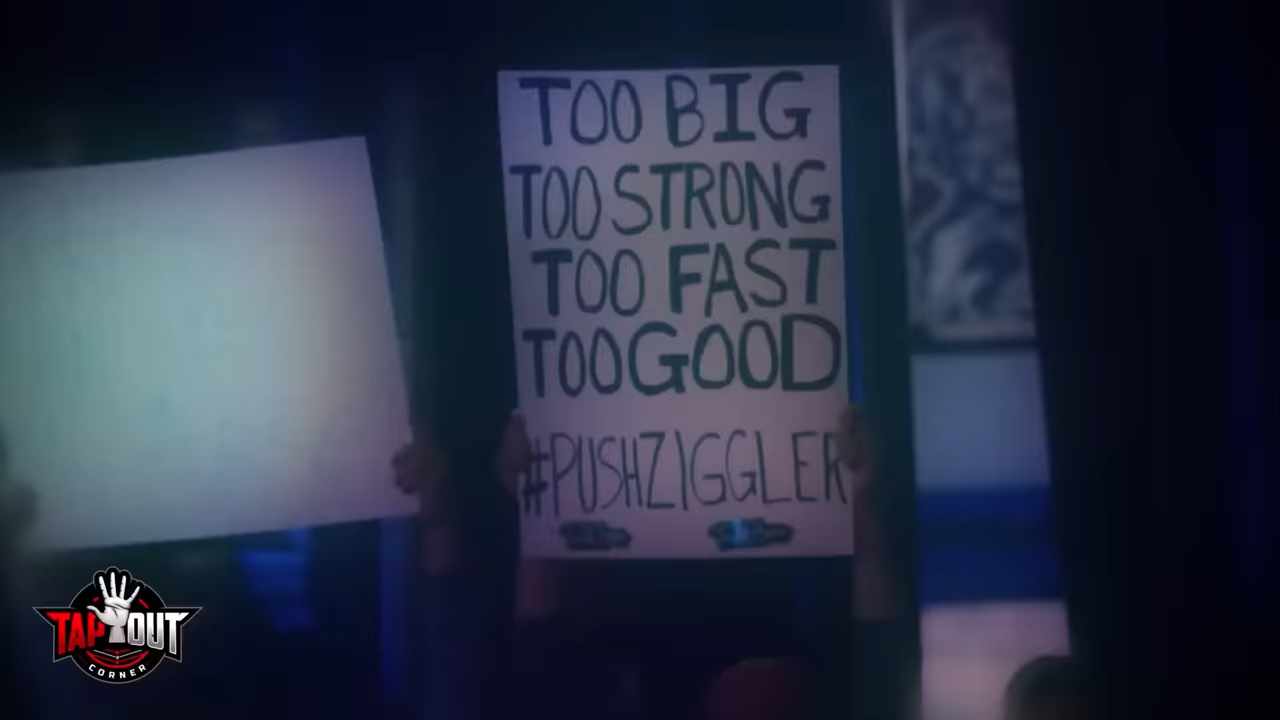 TOO BIG
TOO STRONG
TOO FAST
TOO GOOD
#PUSHZIGGLER
TAP OUT
CORNER